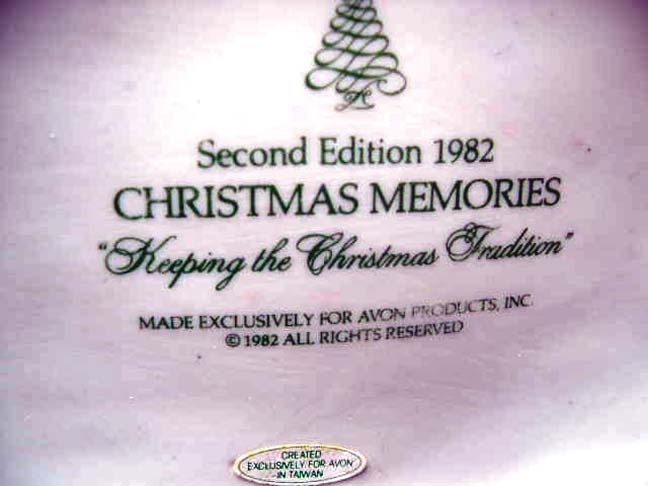 Second Edition 1982
CHRISTMAS MEMORIES
"Keeping the Christmas Tradition"
MADE EXCLUSIVELY FOR AVON PRODUCTS, INC.
© 1982 ALL RIGHTS RESERVED
CREATED
EXCLUSIVELY FOR AVON
IN TAIWAN